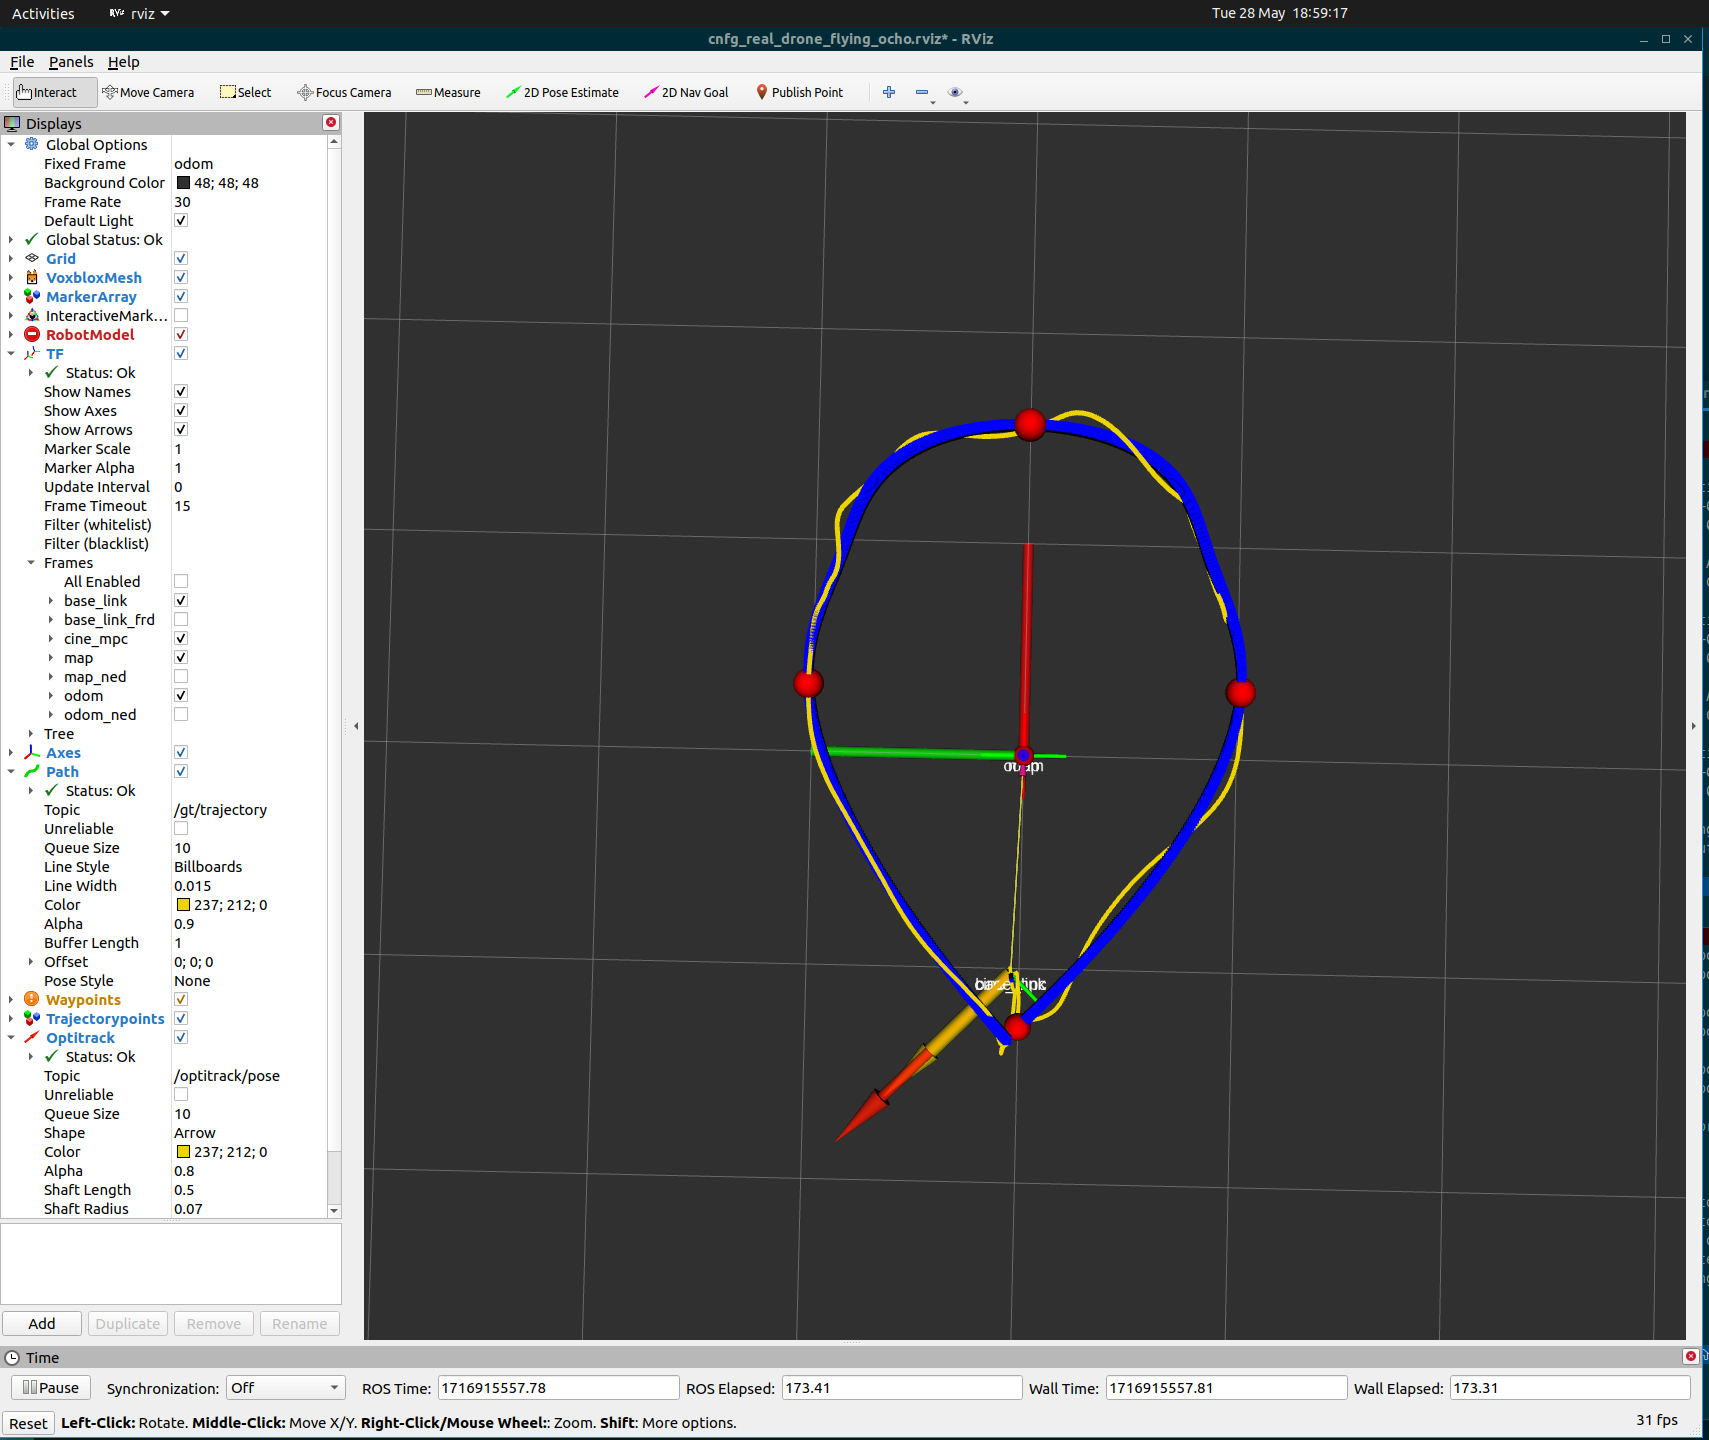 Activities rviz Tue 28 May 18:59:17
cnfg_real_drone_flying_ocho.rviz* - RViz
File Panels Help
Interact Move Camera Select Focus Camera Measure 2D Pose Estimate 2D Nav Goal Publish Point
Displays
Global Options
Fixed Frame odom
Background Color 48; 48; 48
Frame Rate 30
Default Light
Global Status: Ok
Grid
VoxbloxMesh
MarkerArray
InteractiveMark...
RobotModel
TF
Status: Ok
Show Names
Show Axes
Show Arrows
Marker Scale 1
Marker Alpha 1
Update Interval 0
Frame Timeout 15
Filter (whitelist)
Filter (blacklist)
Frames
All Enabled
base_link
base_link_frd
cine_mpc
map
map_ned
odom
odom_ned
Tree
Axes
Path
Status: Ok
Topic /gt/trajectory
Unreliable
Queue Size 10
Line Style Billboards
Line Width 0.015
Color 237; 212; 0
Alpha 0.9
Buffer Length 1
Offset 0; 0; 0
Pose Style None
Waypoints
Trajectorypoints
Optitrack
Status: Ok
Topic /optitrack/pose
Unreliable
Queue Size 10
Shape Arrow
Color 237; 212; 0
Alpha 0.8
Shaft Length 0.5
Shaft Radius 0.07
Add Duplicate Remove Rename
Time
Pause Synchronization: Off ROS Time: 1716915557.78 ROS Elapsed: 173.41 Wall Time: 1716915557.81 Wall Elapsed: 173.31
Reset Left-Click: Rotate. Middle-Click: Move X/Y. Right-Click/Mouse Wheel:: Zoom. Shift: More options. 31 fps